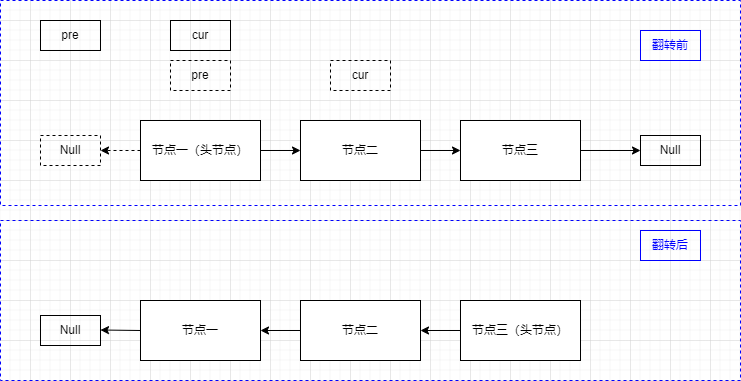 pre
cur
翻转前
pre
cur
Null
节点一（头节点）
节点二
节点三
Null
翻转后
Null
节点一
节点二
节点三（头节点）